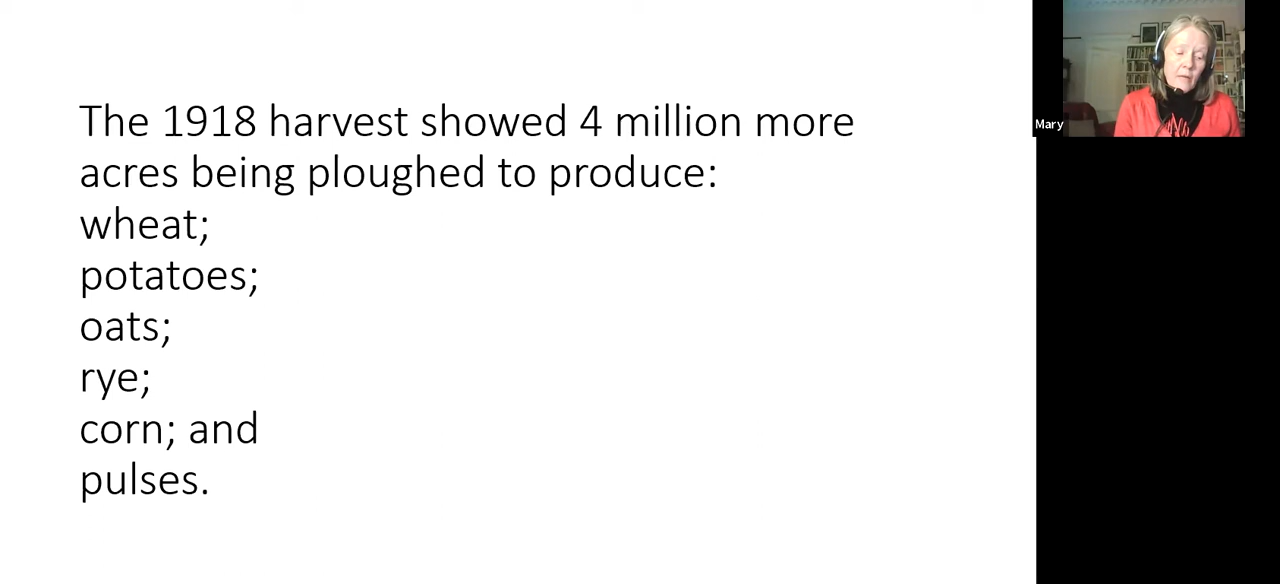 The 1918 harvest showed 4 million more
acres being ploughed to produce:
wheat;
potatoes;
oats;
rye;
corn; and
pulses.
Mary